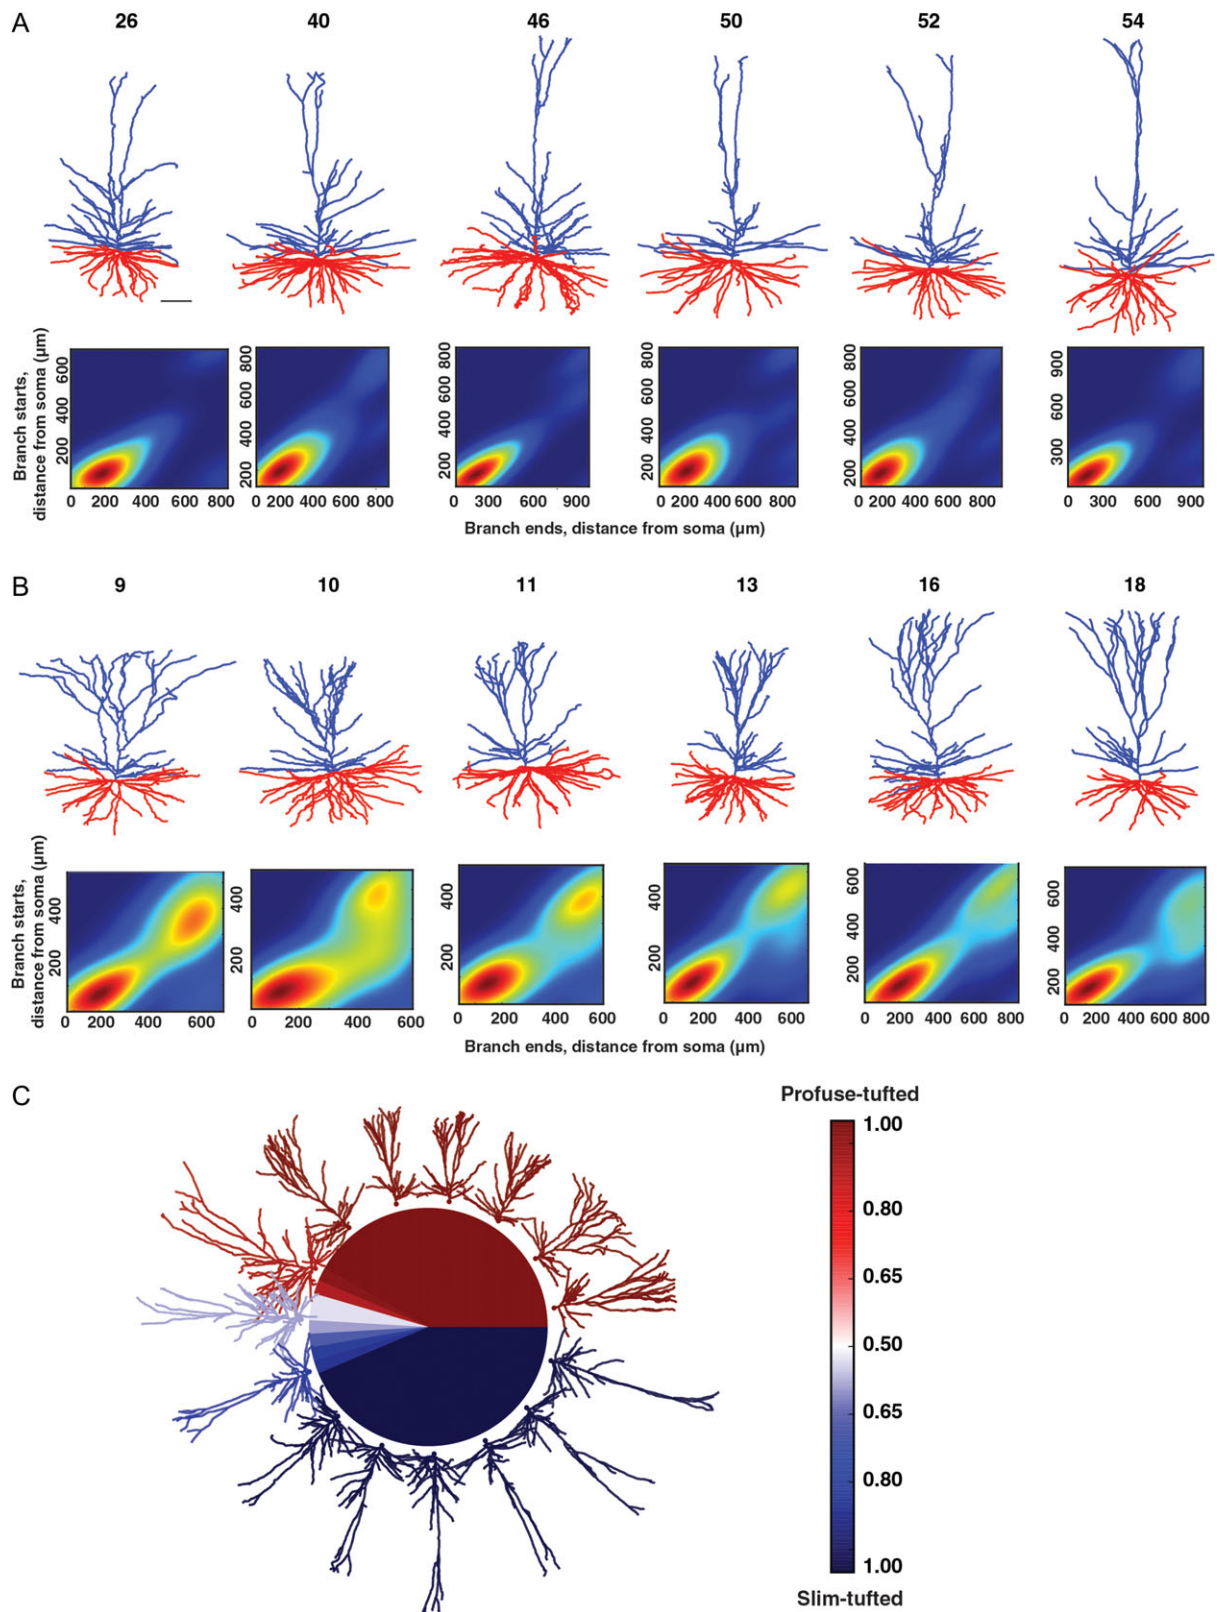 A
26 40 46 50 52 54
Branch starts,
distance from soma (μm)
200 400 600
200 400 600 800
200 400 600 800
200 400 600 800
200 400 600 800
300 600 900
0 200 400 600 800
0 200 400 600 800
0 300 600 900
0 200 400 600 800
0 200 400 600 800
0 300 600 900
Branch ends, distance from soma (μm)
B
9 10 11 13 16 18
Branch starts,
distance from soma (μm)
200 400
200 400
200 400
200 400
200 400 600
200 400 600
0 200 400 600
0 200 400 600
0 200 400 600
0 200 400 600
0 200 400 600 800
0 200 400 600 800
Branch ends, distance from soma (μm)
C
Profuse-tufted
1.00
0.80
0.65
0.50
0.65
0.80
1.00
Slim-tufted